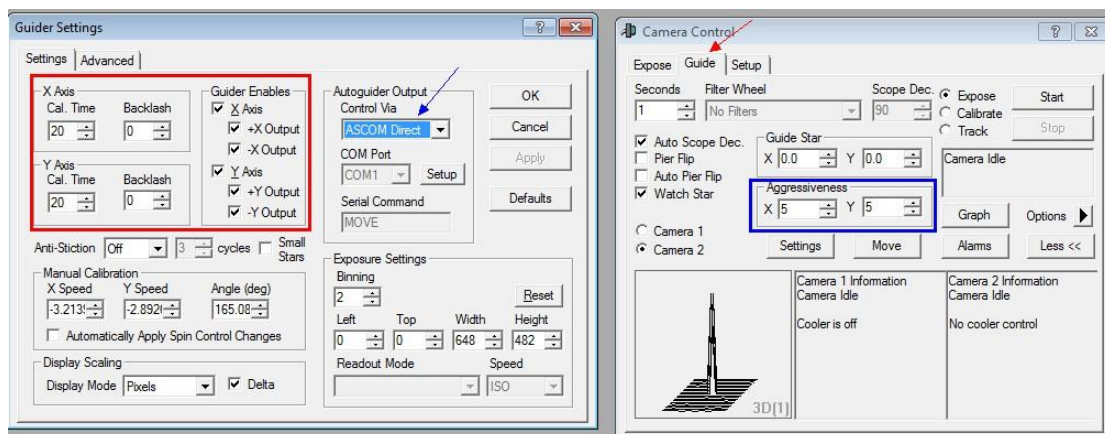 Guider Settings
Settings Advanced
X Axis
Cal. Time Backlash
20 0
Y Axis
Cal. Time Backlash
20 0
Guider Enables
X Axis
+X Output
-X Output
Y Axis
+Y Output
-Y Output
Autoguider Output
Control Via
ASCOM Direct
COM Port
COM1 Setup
Serial Command
MOVE
OK
Cancel
Apply
Defaults
Anti-Stiction Off 3 cycles Small
Stars
Manual Calibration
X Speed Y Speed Angle (deg)
165.08
Automatically Apply Spin Control Changes
Display Scaling
Display Mode Pixels Delta
Exposure Settings
Binning
2 Reset
Left Top Width Height
0 0 648 482
Readout Mode Speed
ISO
Camera Control
Expose Guide Setup
Seconds Filter Wheel Scope Dec.
1 No Filters 90
Expose
Calibrate
Track
Start
Stop
Auto Scope Dec.
Pier Flip
Auto Pier Flip
Watch Star
Guide Star
X 0.0 Y 0.0
Camera Idle
Aggressiveness
X 5 Y 5
Graph Options
Camera 1
Camera 2
Settings Move Alarms Less <<
3D(1)
Camera 1 Information
Camera Idle
Cooler is off
Camera 2 Information
Camera Idle
No cooler control